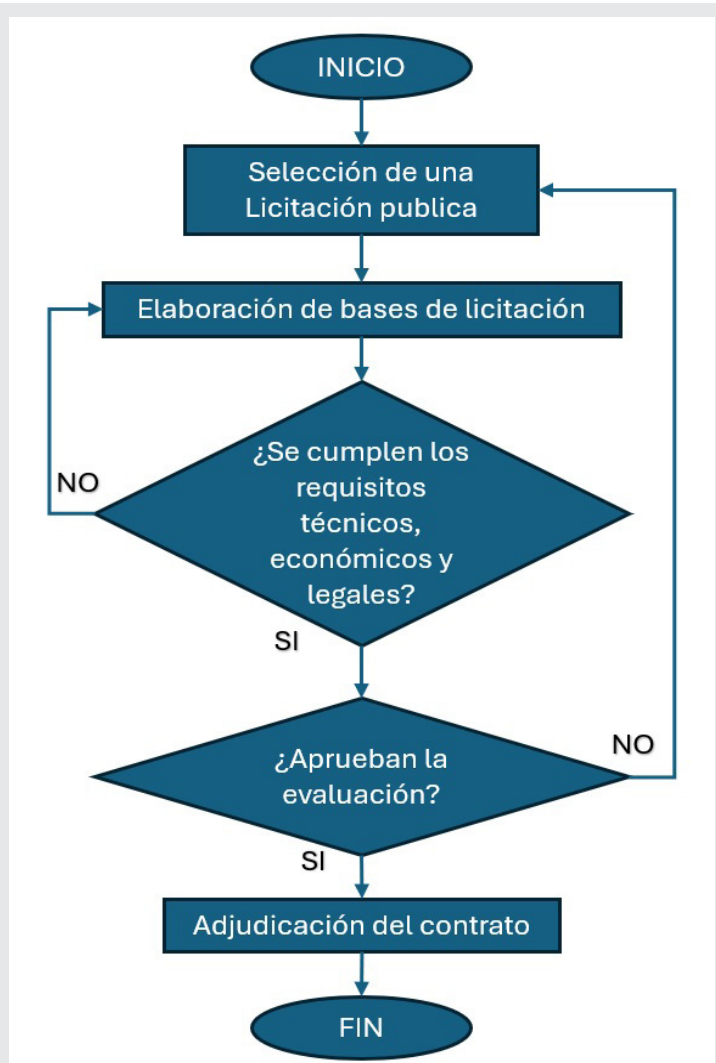 INICIO
Selección de una
Licitación publica
Elaboración de bases de licitación
¿Se cumplen los
requisitos
técnicos,
económicos y
legales?
NO
SI
¿Aprueban la
evaluación?
NO
SI
Adjudicación del contrato
FIN